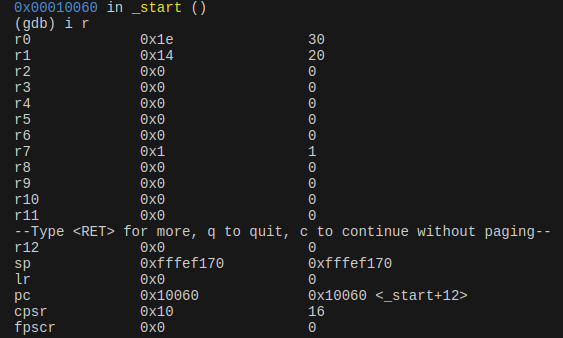 0x00010060 in _start ()
(gdb) i r
r0 0x1e 30
r1 0x14 20
r2 0x0 0
r3 0x0 0
r4 0x0 0
r5 0x0 0
r6 0x0 0
r7 0x1 1
r8 0x0 0
r9 0x0 0
r10 0x0 0
r11 0x0 0
--Type <RET> for more, q to quit, c to continue without paging--
r12 0x0 0
sp 0xfffef170 0xfffef170
lr 0x0 0
pc 0x10060 0x10060 <_start+12>
cpsr 0x10 16
fpscr 0x0 0